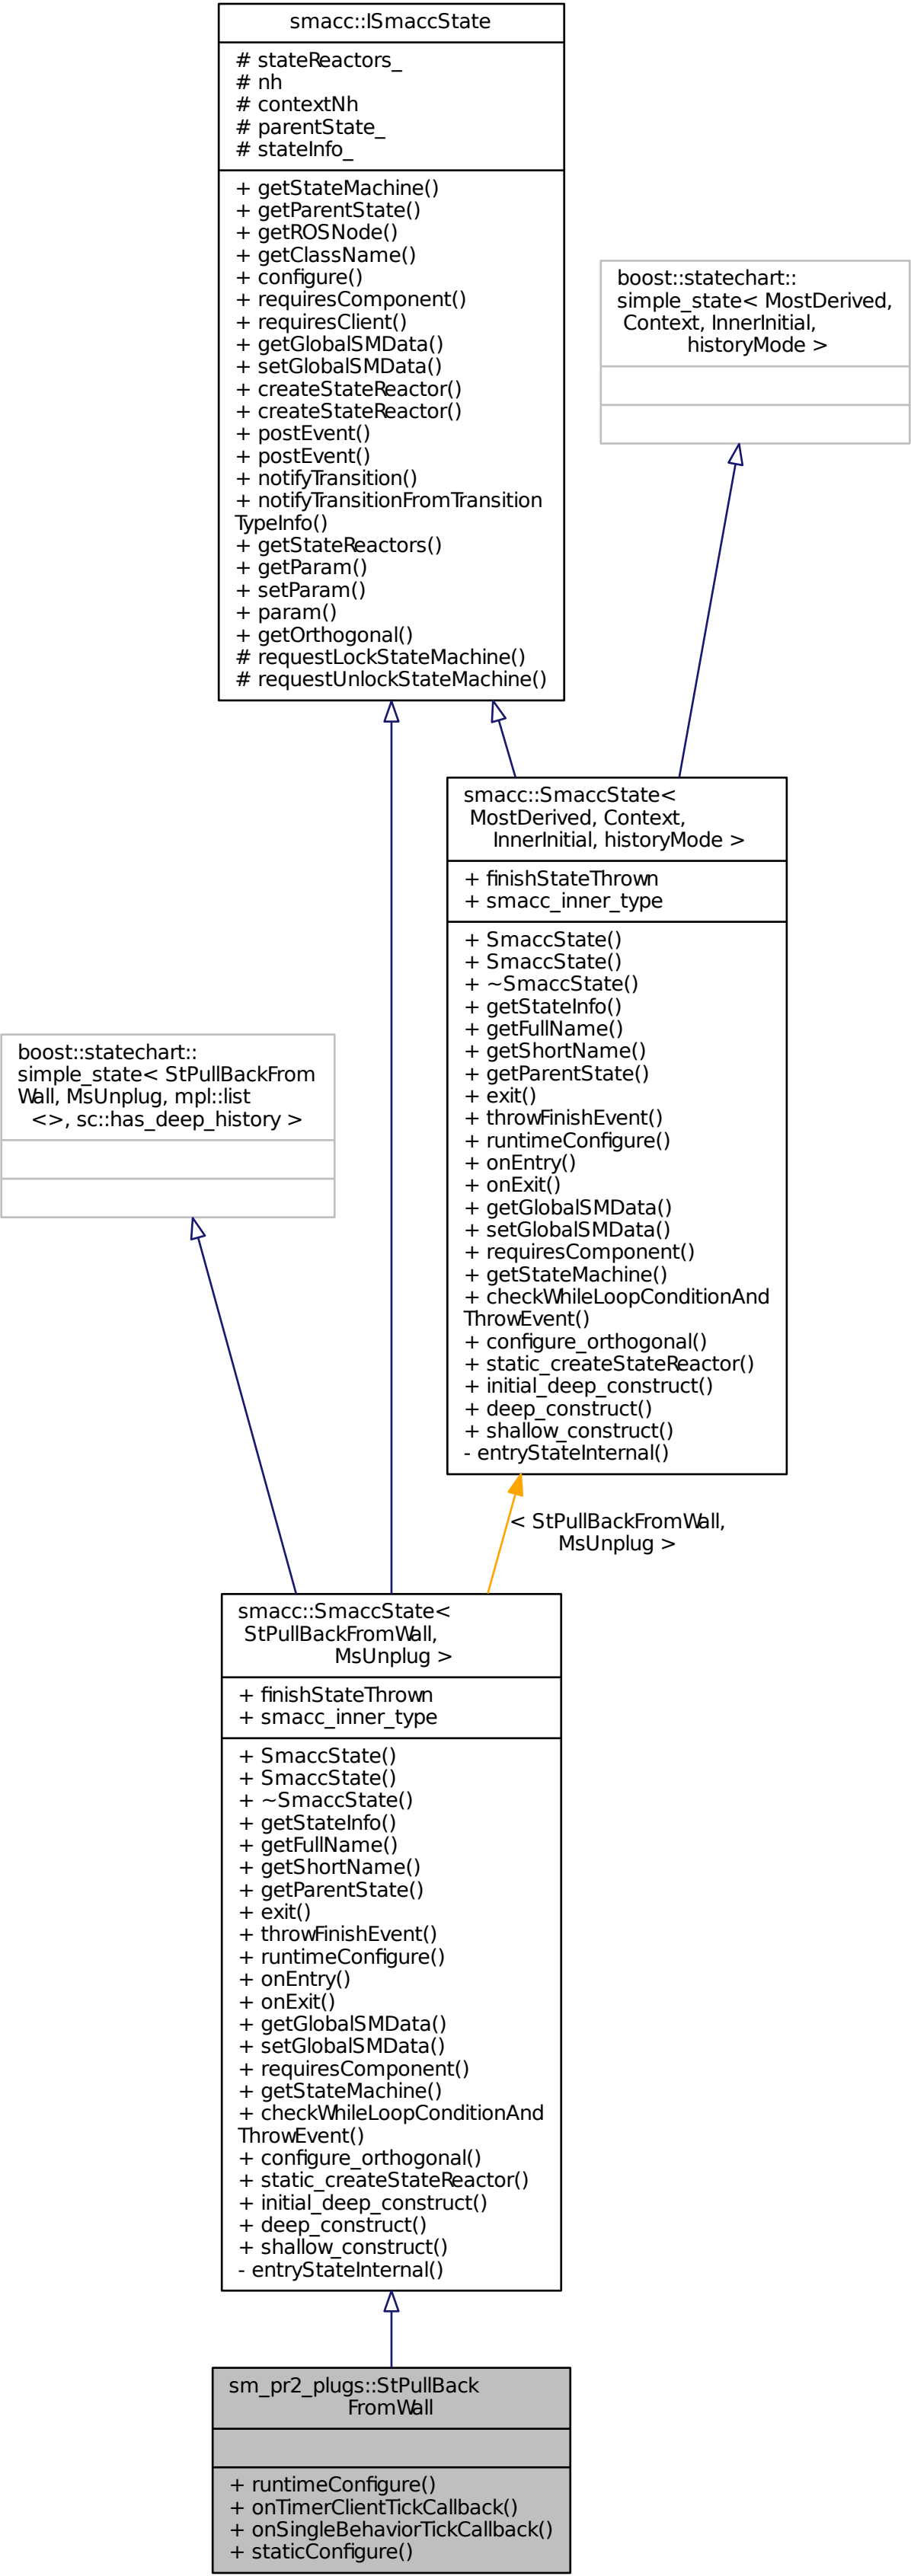 smacc::ISmaccState
# stateReactors_
# nh
# contextNh
# parentState_
# stateInfo_
+ getStateMachine()
+ getParentState()
+ getROSNode()
+ getClassName()
+ configure()
+ requiresComponent()
+ requiresClient()
+ getGlobalSMData()
+ setGlobalSMData()
+ createStateReactor()
+ createStateReactor()
+ postEvent()
+ postEvent()
+ notifyTransition()
+ notifyTransitionFromTransition
TypeInfo()
+ getStateReactors()
+ getParam()
+ setParam()
+ param()
+ getOrthogonal()
# requestLockStateMachine()
# requestUnlockStateMachine()
boost::statechart::
simple_state< MostDerived,
Context, InnerInitial,
historyMode >
smacc::SmaccState<
MostDerived, Context,
InnerInitial, historyMode >
+ finishStateThrown
+ smacc_inner_type
+ SmaccState()
+ SmaccState()
+ ~SmaccState()
+ getStateInfo()
+ getFullName()
+ getShortName()
+ getParentState()
+ exit()
+ throwFinishEvent()
+ runtimeConfigure()
+ onEntry()
+ onExit()
+ getGlobalSMData()
+ setGlobalSMData()
+ requiresComponent()
+ getStateMachine()
+ checkWhileLoopConditionAnd
ThrowEvent()
+ configure_orthogonal()
+ static_createStateReactor()
+ initial_deep_construct()
+ deep_construct()
+ shallow_construct()
- entryStateInternal()
boost::statechart::
simple_state< StPullBackFrom
Wall, MsUnplug, mpl::list
<>, sc::has_deep_history >
< StPullBackFromWall,
MsUnplug >
smacc::SmaccState<
StPullBackFromWall,
MsUnplug >
+ finishStateThrown
+ smacc_inner_type
+ SmaccState()
+ SmaccState()
+ ~SmaccState()
+ getStateInfo()
+ getFullName()
+ getShortName()
+ getParentState()
+ exit()
+ throwFinishEvent()
+ runtimeConfigure()
+ onEntry()
+ onExit()
+ getGlobalSMData()
+ setGlobalSMData()
+ requiresComponent()
+ getStateMachine()
+ checkWhileLoopConditionAnd
ThrowEvent()
+ configure_orthogonal()
+ static_createStateReactor()
+ initial_deep_construct()
+ deep_construct()
+ shallow_construct()
- entryStateInternal()
sm_pr2_plugs::StPullBack
FromWall
+ runtimeConfigure()
+ onTimerClientTickCallback()
+ onSingleBehaviorTickCallback()
+ staticConfigure()